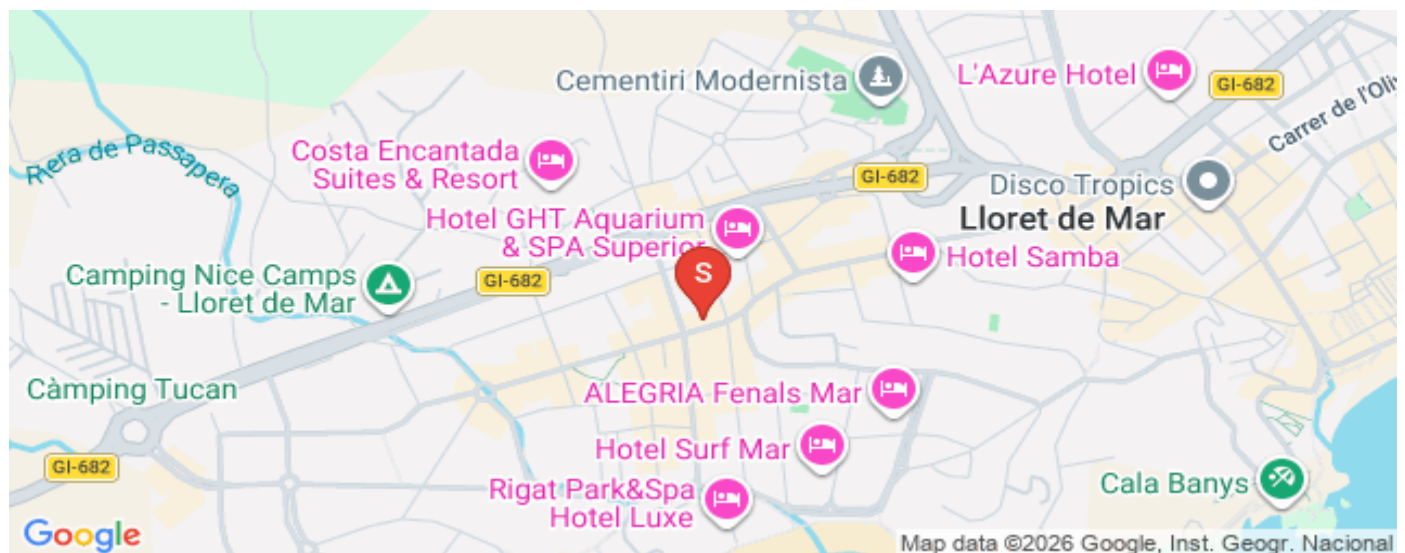 Cementiri Modernista
L'Azure Hotel
GI-682
Carrer de l'Oliv
Riera de Passapera
Costa Encantada
Suites & Resort
GI-682
Disco Tropics
Lloret de Mar
Hotel GHT Aquarium
& SPA Superior
Hotel Samba
S
Camping Nice Camps
- Lloret de Mar
GI-682
Càmping Tucan
ALEGRIA Fenals Mar
Hotel Surf Mar
GI-682
Rigat Park&Spa
Hotel Luxe
Cala Banys
Google
Map data ©2026 Google, Inst. Geogr. Nacional